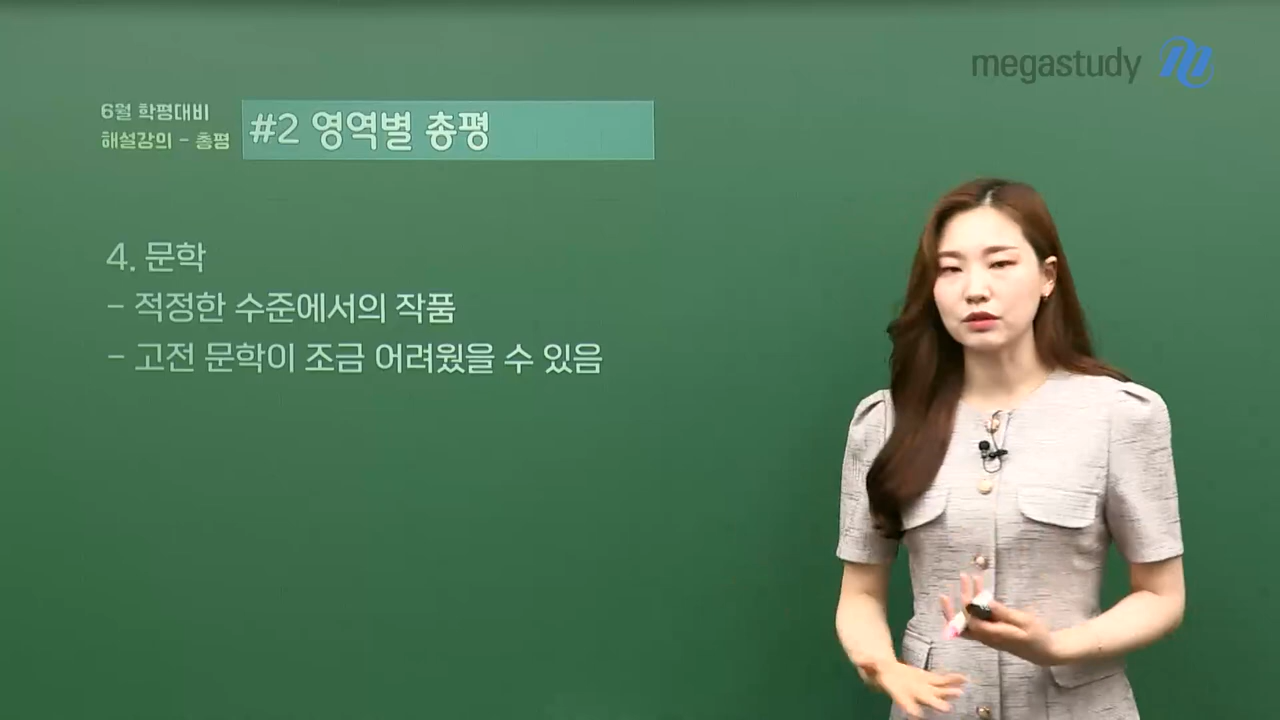 megastudy
6월 학평대비
해설강의 - 총평
#2 영역별 총평
4. 문학
- 적정한 수준에서의 작품
- 고전 문학이 조금 어려웠을 수 있음